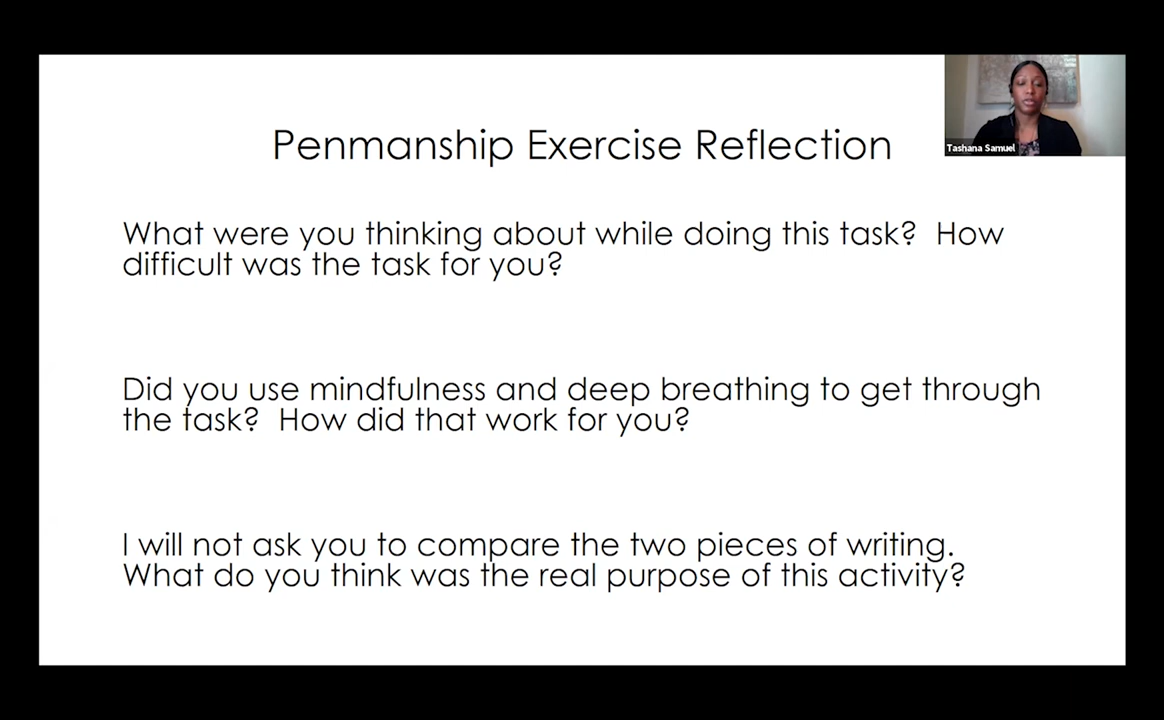 Penmanship Exercise Reflection
Tashana Samuel
What were you thinking about while doing this task?  How
difficult was the task for you?
Did you use mindfulness and deep breathing to get through
the task?  How did that work for you?
I will not ask you to compare the two pieces of writing.
What do you think was the real purpose of this activity?